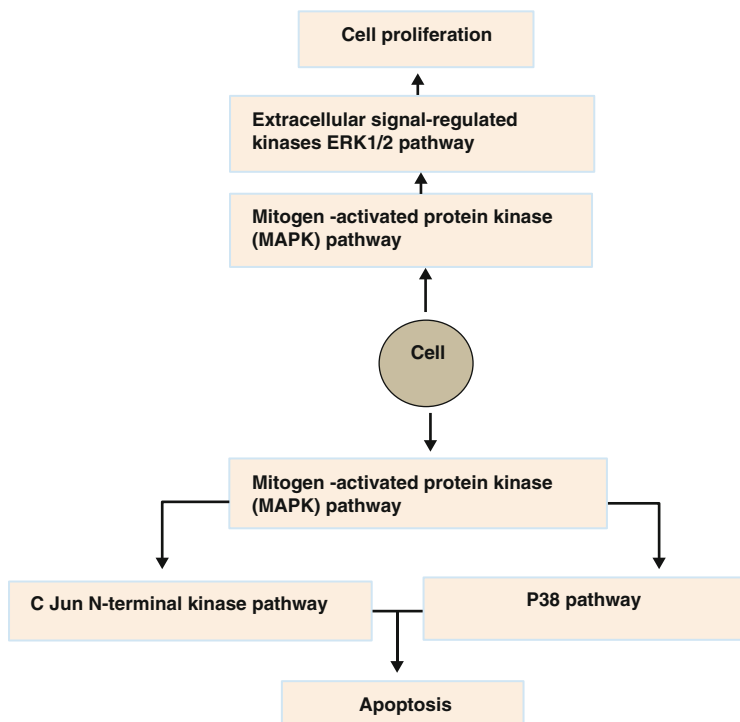 Cell proliferation
Extracellular signal-regulated
kinases ERK1/2 pathway
Mitogen -activated protein kinase
(MAPK) pathway
Cell
Mitogen -activated protein kinase
(MAPK) pathway
C Jun N-terminal kinase pathway
P38 pathway
Apoptosis